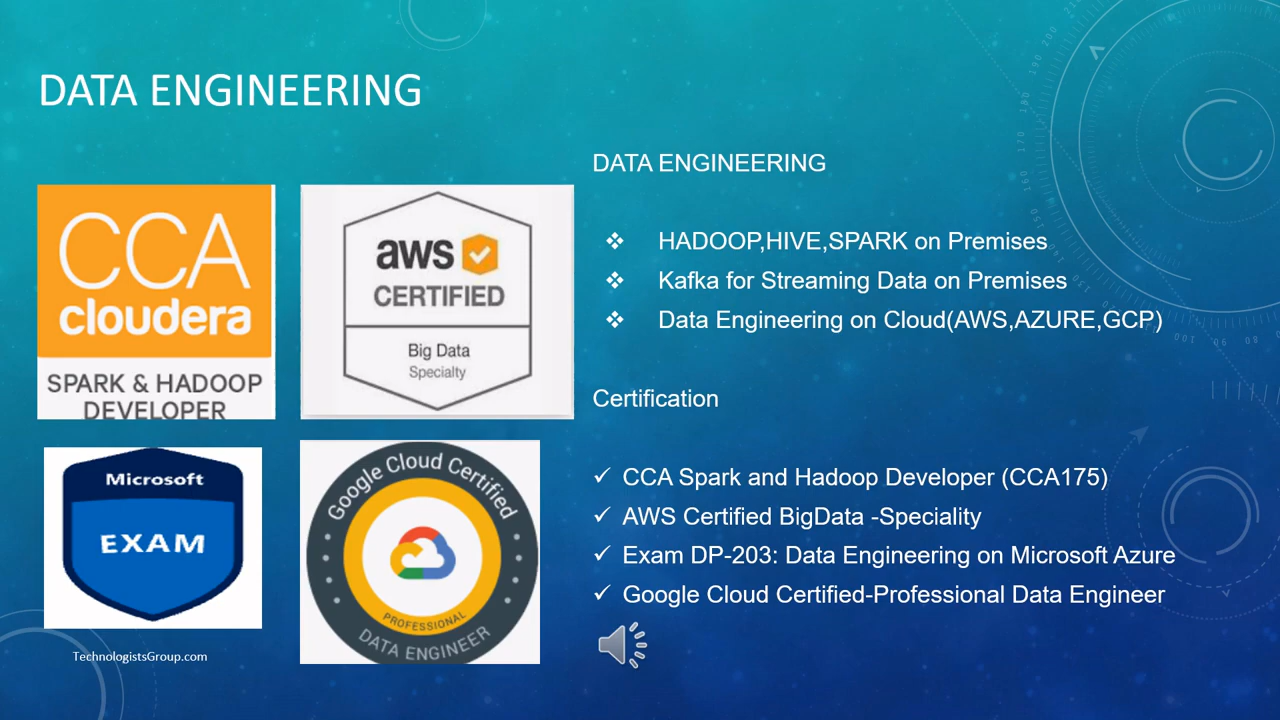 DATA ENGINEERING
CCA
cloudera
SPARK & HADOOP
DEVELOPER
aws
CERTIFIED
Big Data
Specialty
Microsoft
EXAM
Google Cloud Certified
PROFESSIONAL
DATA ENGINEER
TechnologistsGroup.com
DATA ENGINEERING
❖ HADOOP,HIVE,SPARK on Premises
❖ Kafka for Streaming Data on Premises
❖ Data Engineering on Cloud(AWS,AZURE,GCP)
Certification
✓ CCA Spark and Hadoop Developer (CCA175)
✓ AWS Certified BigData -Speciality
✓ Exam DP-203: Data Engineering on Microsoft Azure
✓ Google Cloud Certified-Professional Data Engineer